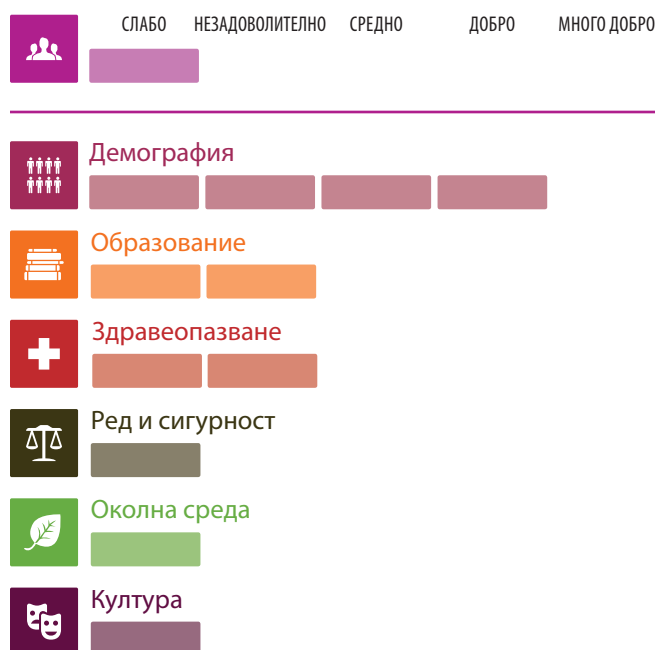 СЛАБО НЕЗАДОВОЛИТЕЛНО СРЕДНО ДОБРО МНОГО ДОБРО
Демография
Образование
Здравеопазване
Ред и сигурност
Околна среда
Култура